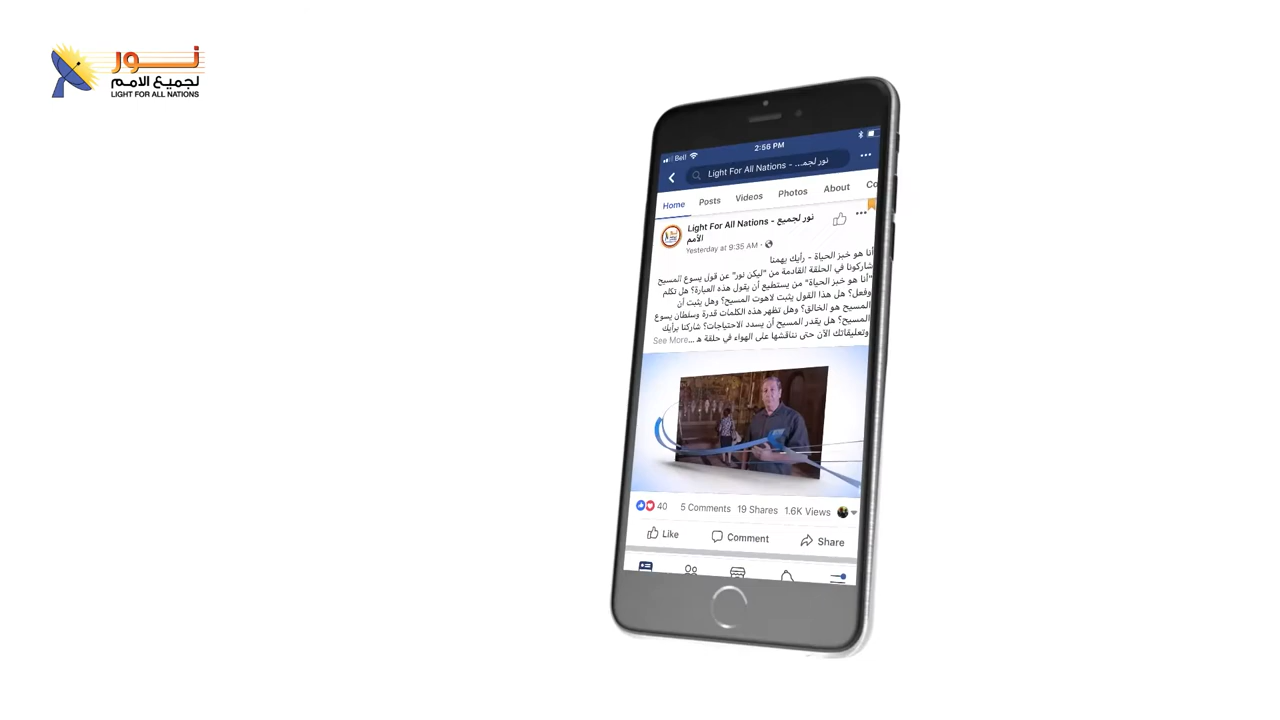 نور
لجميع الامم
LIGHT FOR ALL NATIONS
Bell
2:56 PM
Light For All Nations - نور لجمـ...
Home Posts Videos Photos About Co
Light For All Nations - نور لجميع
الأمم
Yesterday at 9:35 AM
أنا هو خبز الحياة - رأيك يهمنا
شاركونا في الحلقة القادمة من "ليكن نور" عن قول يسوع المسيح
"أنا هو خبز الحياة" من يستطيع أن يقول هذه العبارة؟ هل تكلم
وفعل؟ هل هذا القول يثبت لاهوت المسيح؟ وهل يثبت أن
المسيح هو الخالق؟ وهل تظهر هذه الكلمات قدرة وسلطان يسوع
المسيح؟ هل يقدر المسيح أن يسدد الاحتياجات؟ شاركنا برأيك
وتعليقاتك الآن حتى نناقشها على الهواء في حلقة هـ... See More
40 5 Comments 19 Shares 1.6K Views
Like Comment Share